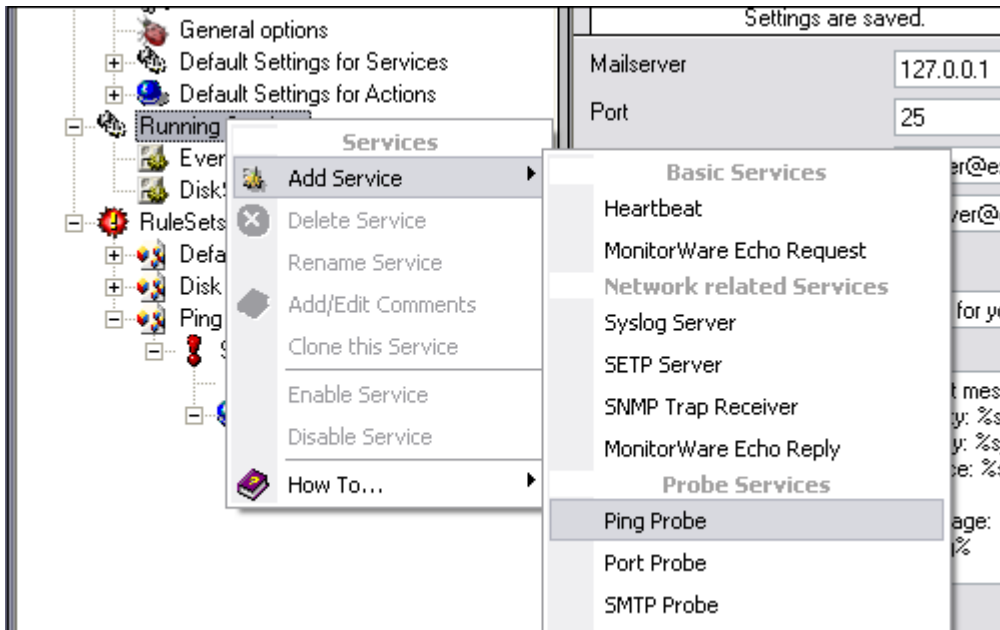 General options
Default Settings for Services
Default Settings for Actions
Running
RuleSets
Disk
Ping
Services
Add Service
Delete Service
Rename Service
Add/Edit Comments
Clone this Service
Enable Service
Disable Service
How To...
Basic Services
Heartbeat
MonitorWare Echo Request
Network related Services
Syslog Server
SETP Server
SNMP Trap Receiver
MonitorWare Echo Reply
Probe Services
Ping Probe
Port Probe
SMTP Probe
Settings are saved.
Mailserver
127.0.0.1
Port
25
for